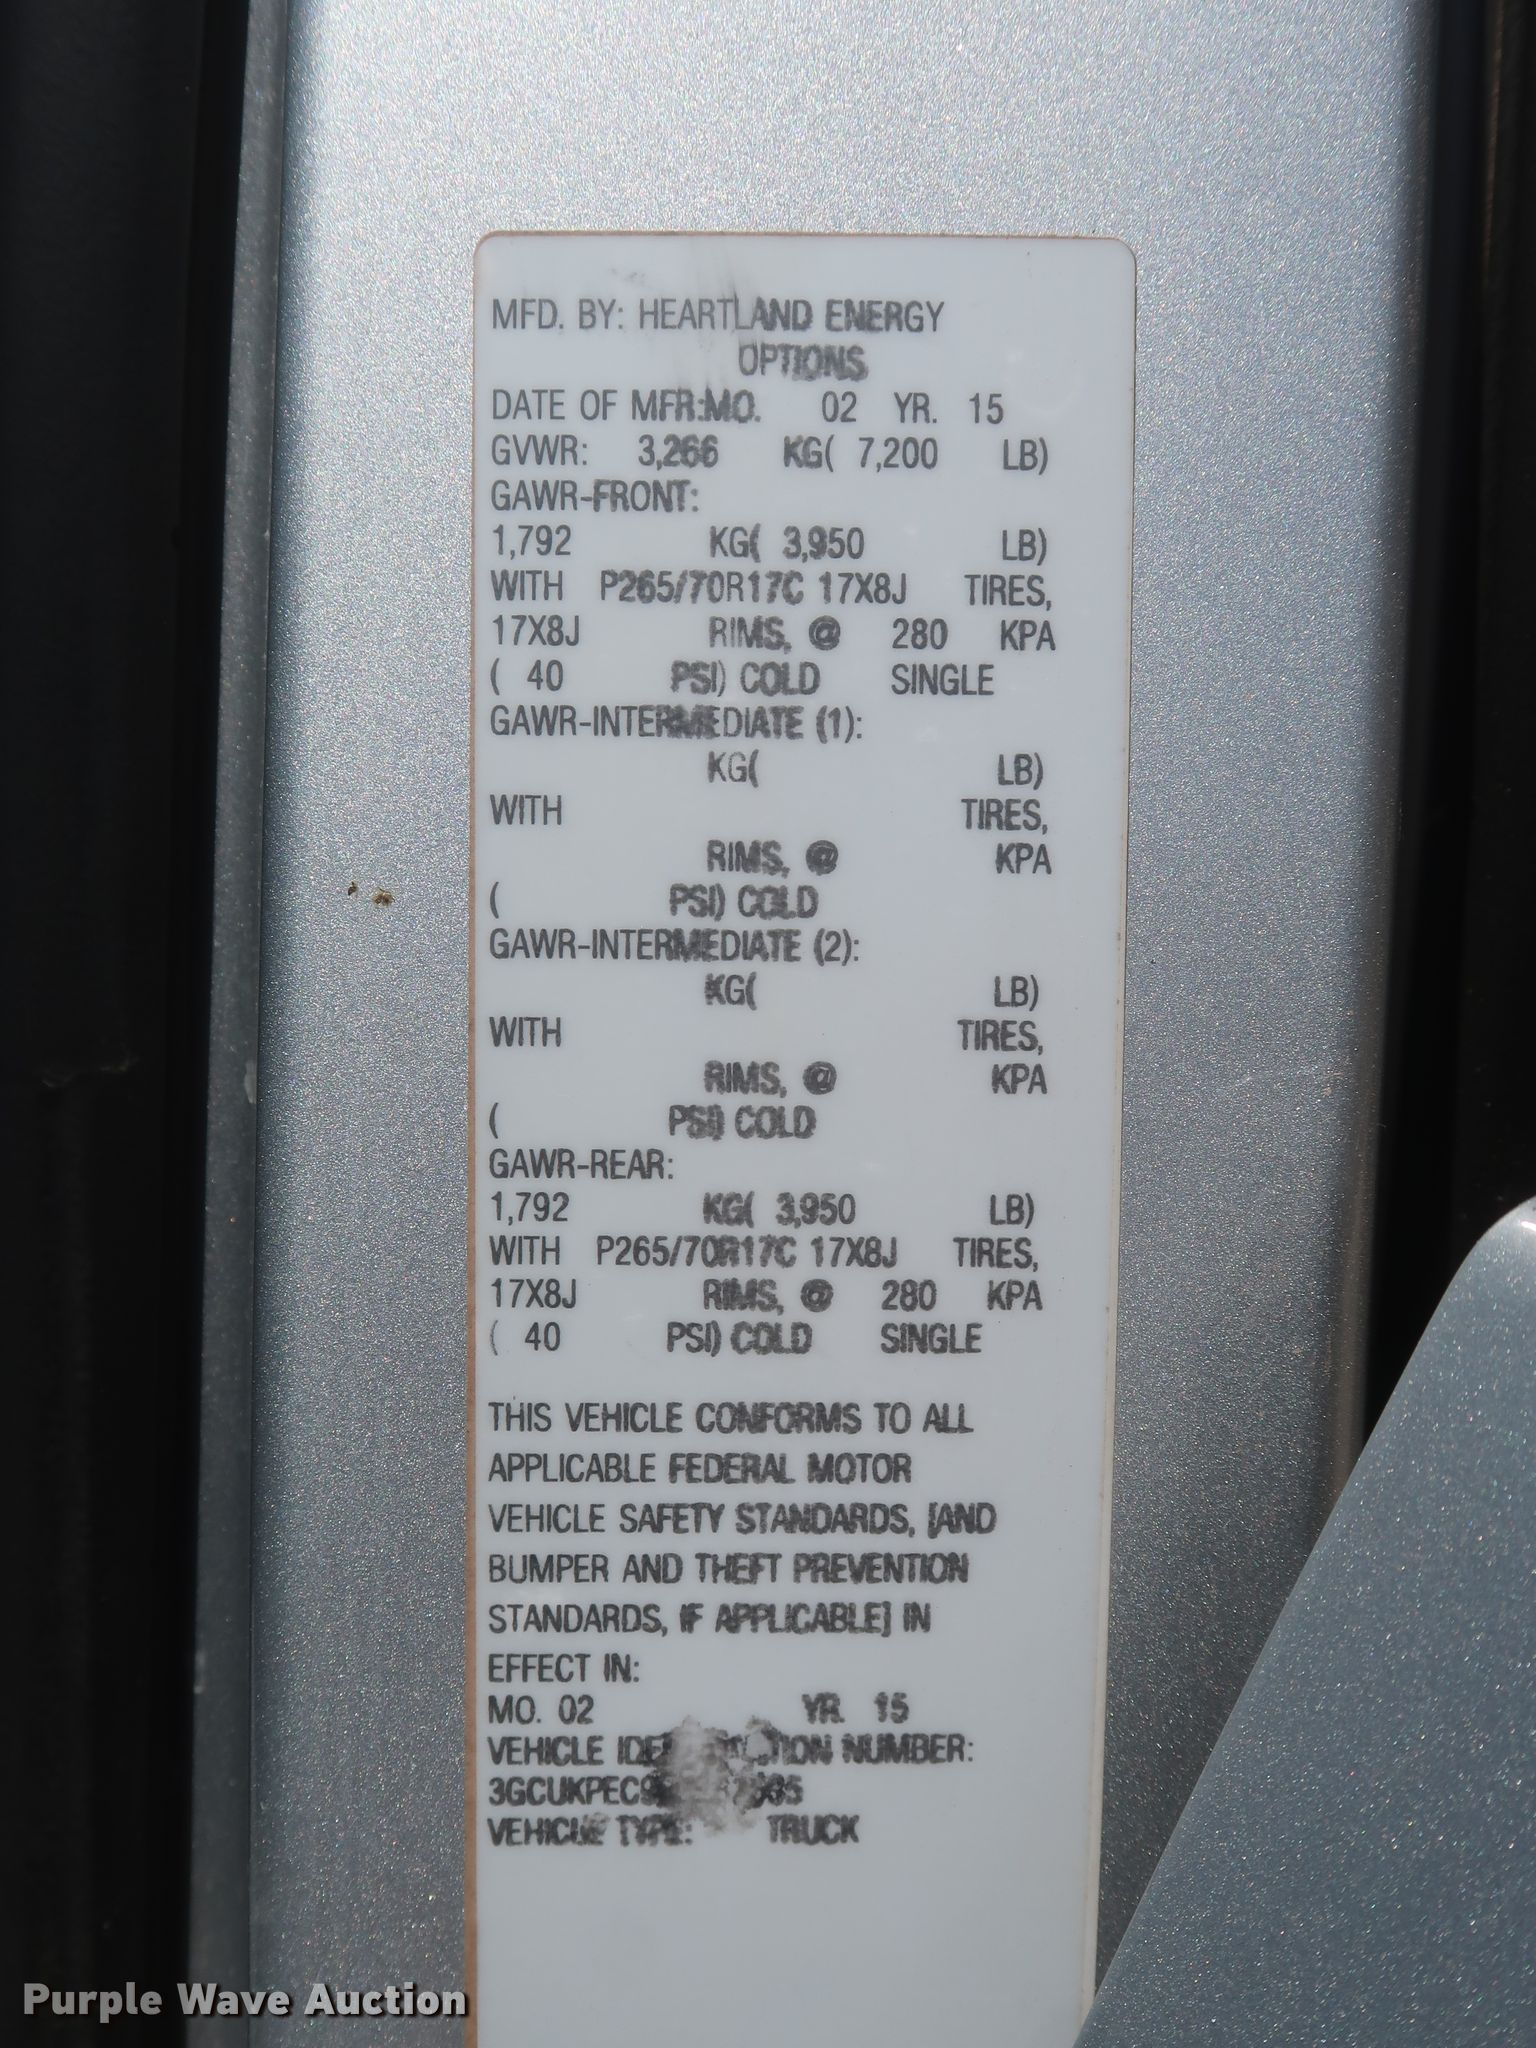 MFD. BY: HEARTLAND ENERGY
OPTIONS
DATE OF MFR:MO. 02 YR. 15
GVWR: 3,266 KG( 7,200 LB)
GAWR-FRONT:
1,792 KG( 3,950 LB)
WITH P265/70R17C 17X8J TIRES,
17X8J RIMS, @ 280 KPA
( 40 PSI) COLD SINGLE
GAWR-INTERMEDIATE (1):
KG( LB)
WITH TIRES,
RIMS, @ KPA
( PSI) COLD
GAWR-INTERMEDIATE (2):
KG( LB)
WITH TIRES,
RIMS, @ KPA
( PSI) COLD
GAWR-REAR:
1,792 KG( 3,950 LB)
WITH P265/70R17C 17X8J TIRES,
17X8J RIMS, @ 280 KPA
( 40 PSI) COLD SINGLE
THIS VEHICLE CONFORMS TO ALL
APPLICABLE FEDERAL MOTOR
VEHICLE SAFETY STANDARDS, [AND
BUMPER AND THEFT PREVENTION
STANDARDS, IF APPLICABLE] IN
EFFECT IN:
MO. 02 YR. 15
VEHICLE NUMBER:
VEHICLE TYPE: TRUCK
Purple Wave Auction